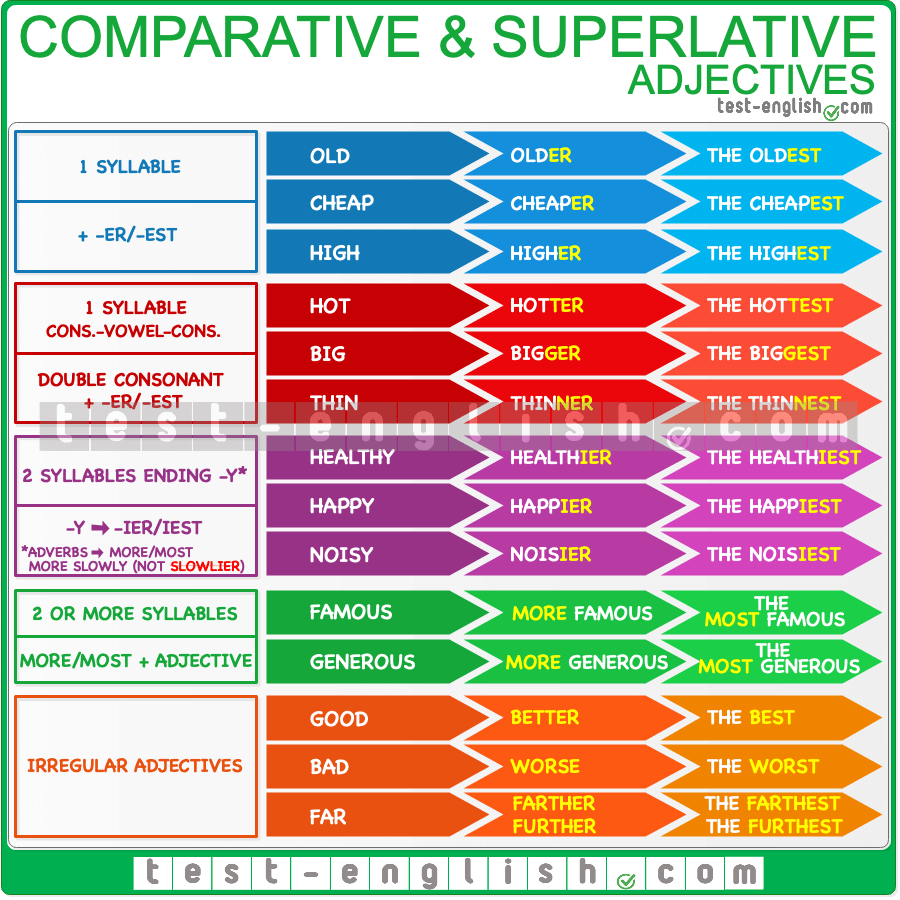 COMPARATIVE & SUPERLATIVE
ADJECTIVES
test-english.com
1 SYLLABLE
+ -ER/-EST
OLD OLDER THE OLDEST
CHEAP CHEAPER THE CHEAPEST
HIGH HIGHER THE HIGHEST
1 SYLLABLE
CONS.-VOWEL-CONS.
DOUBLE CONSONANT
+ -ER/-EST
HOT HOTTER THE HOTTEST
BIG BIGGER THE BIGGEST
THIN THINNER THE THINNEST
test-english.com
2 SYLLABLES ENDING -Y*
-Y ➡ -IER/IEST
*ADVERBS ➡ MORE/MOST
MORE SLOWLY (NOT SLOWLIER)
HEALTHY HEALTHIER THE HEALTHIEST
HAPPY HAPPIER THE HAPPIEST
NOISY NOISIER THE NOISIEST
2 OR MORE SYLLABLES
MORE/MOST + ADJECTIVE
FAMOUS MORE FAMOUS THE
MOST FAMOUS
GENEROUS MORE GENEROUS THE
MOST GENEROUS
IRREGULAR ADJECTIVES
GOOD BETTER THE BEST
BAD WORSE THE WORST
FAR FARTHER THE FARTHEST
FURTHER THE FURTHEST
test-english.com